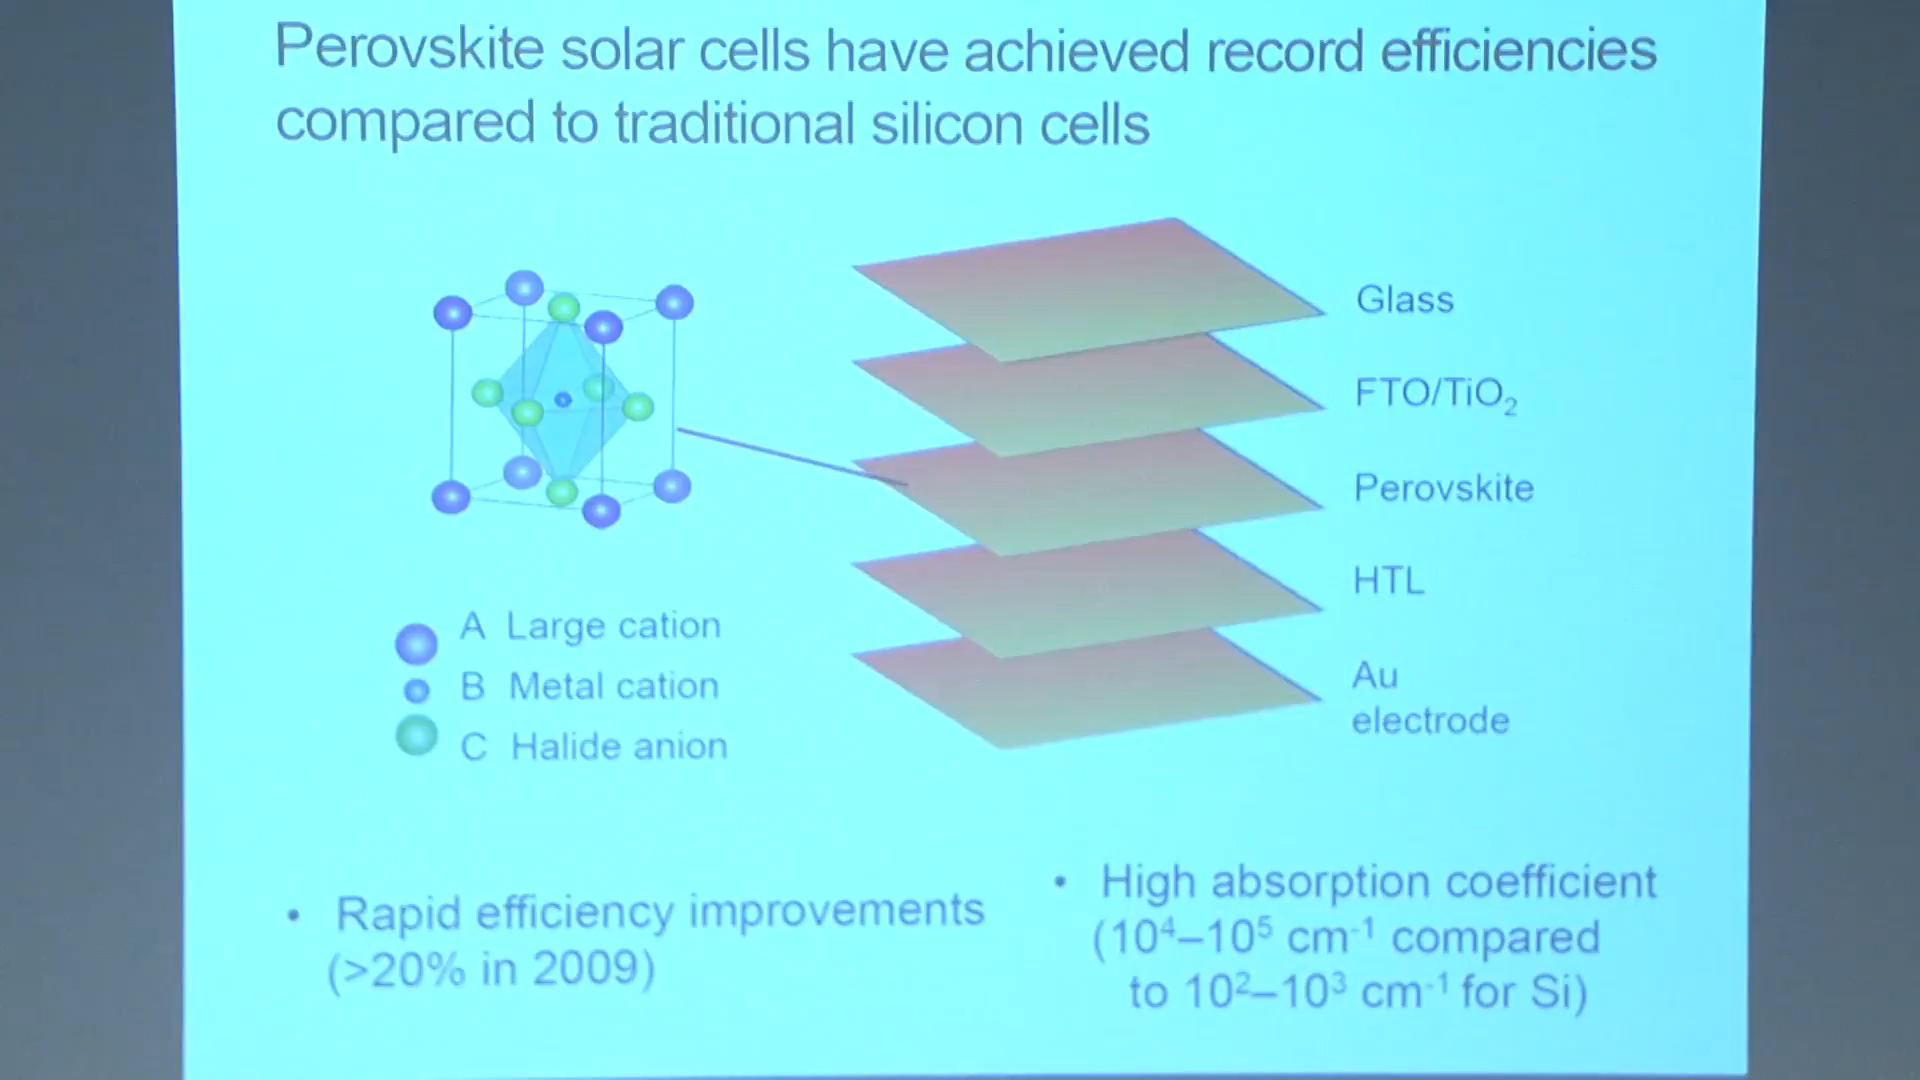 Perovskite solar cells have achieved record efficiencies
compared to traditional silicon cells
Glass
FTO/TiO₂
Perovskite
HTL
Au
electrode
A Large cation
B Metal cation
C Halide anion
• Rapid efficiency improvements
(>20% in 2009)
• High absorption coefficient
(10⁴–10⁵ cm⁻¹ compared
to 10²–10³ cm⁻¹ for Si)